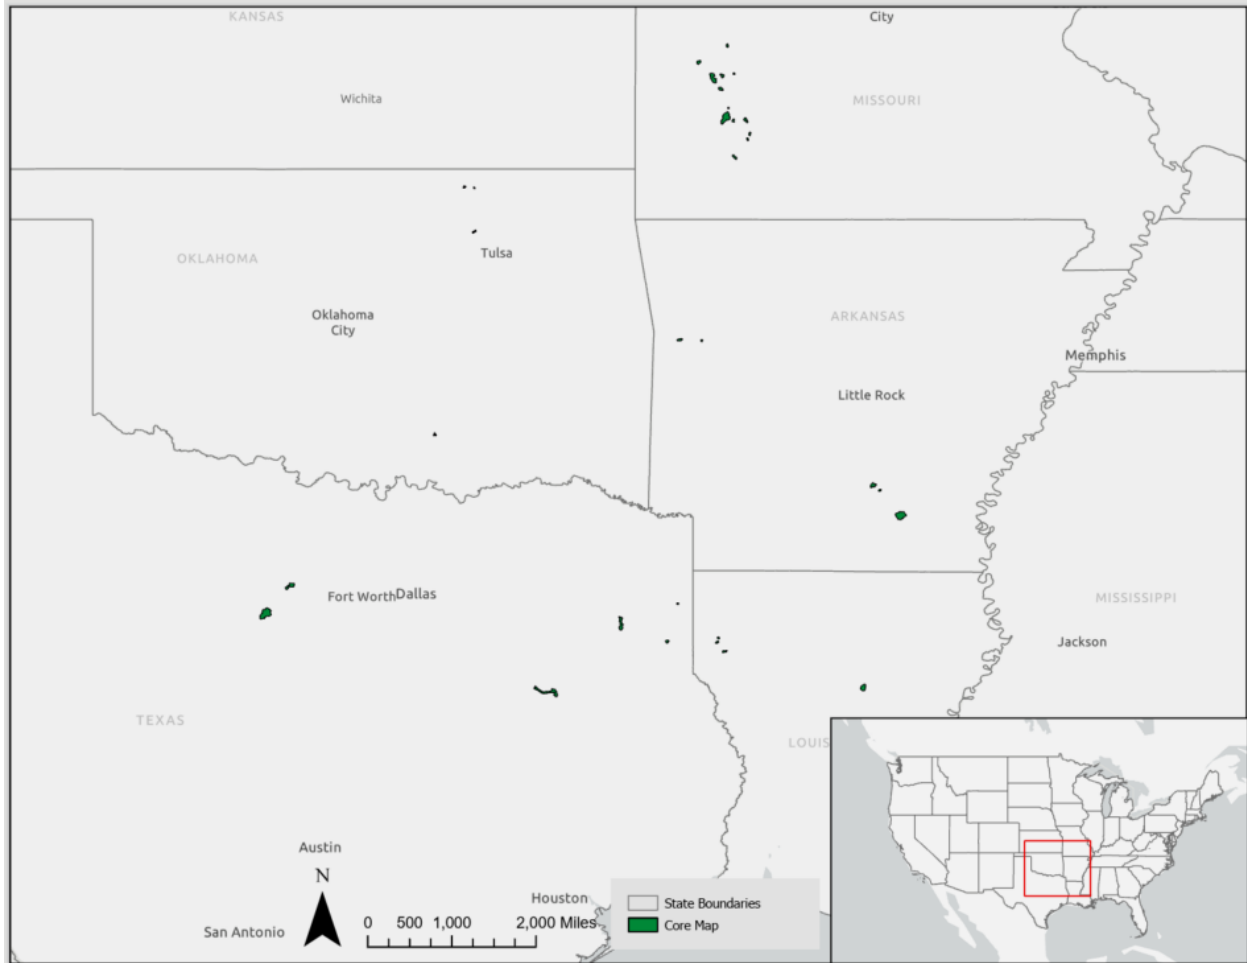 KANSAS
City
Wichita
MISSOURI
OKLAHOMA
Tulsa
Oklahoma
City
ARKANSAS
Memphis
Little Rock
Fort Worth
Dallas
MISSISSIPPI
Jackson
TEXAS
LOUIS
Austin
N
Houston
San Antonio
0 500 1,000 2,000 Miles
State Boundaries
Core Map